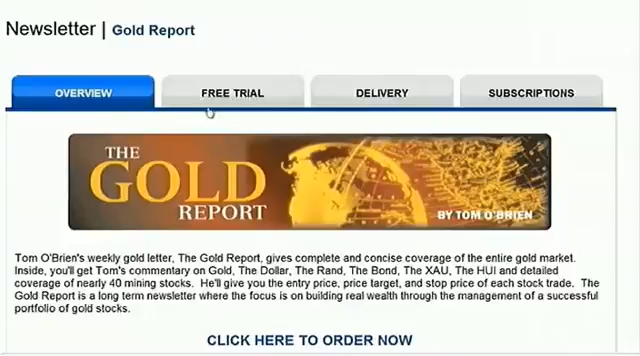 Newsletter | Gold Report
OVERVIEW FREE TRIAL DELIVERY SUBSCRIPTIONS
THE
GOLD
REPORT
BY TOM O'BRIEN
Tom O'Brien's weekly gold letter, The Gold Report, gives complete and concise coverage of the entire gold market.
Inside, you'll get Tom's commentary on Gold, The Dollar, The Rand, The Bond, The XAU, The HUI and detailed
coverage of nearly 40 mining stocks. He'll give you the entry price, price target, and stop price of each stock trade. The
Gold Report is a long term newsletter where the focus is on building real wealth through the management of a successful
portfolio of gold stocks.
CLICK HERE TO ORDER NOW